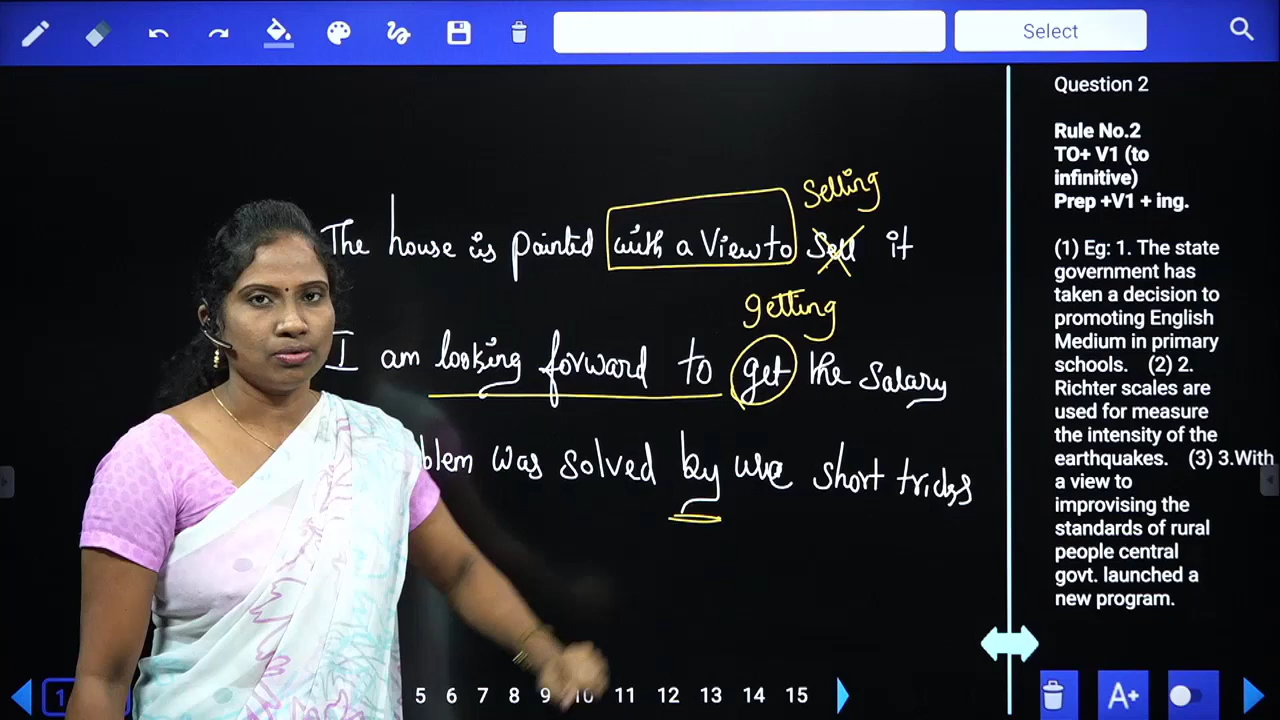 Select
Selling
The house is painted with a View to Sell it
getting
I am looking forward to get the Salary
blem was solved by use short tricks
Question 2
Rule No.2
TO+ V1 (to
infinitive)
Prep +V1 + ing.
(1) Eg: 1. The state
government has
taken a decision to
promoting English
Medium in primary
schools. (2) 2.
Richter scales are
used for measure
the intensity of the
earthquakes. (3) 3.With
a view to
improvising the
standards of rural
people central
govt. launched a
new program.
1 5 6 7 8 9 10 11 12 13 14 15
A+